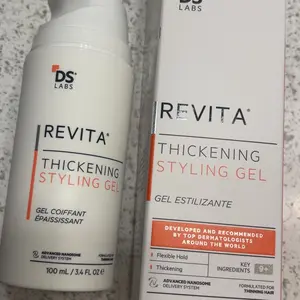 DS
LABS
REVITA®
THICKENING
STYLING GEL
GEL COIFFANT
ÉPAISSISSANT
ADVANCED NANOSOME
DELIVERY SYSTEM
100 mL / 3.4 FL OZ ℮
DS
LABS
REVITA®
THICKENING
STYLING GEL
GEL ESTILIZANTE
DEVELOPED AND RECOMMENDED
BY TOP DERMATOLOGISTS
AROUND THE WORLD
Flexible Hold
Thickening
KEY
INGREDIENTS
9+
ADVANCED NANOSOME
DELIVERY SYSTEM
FORMULATED FOR
THINNING HAIR